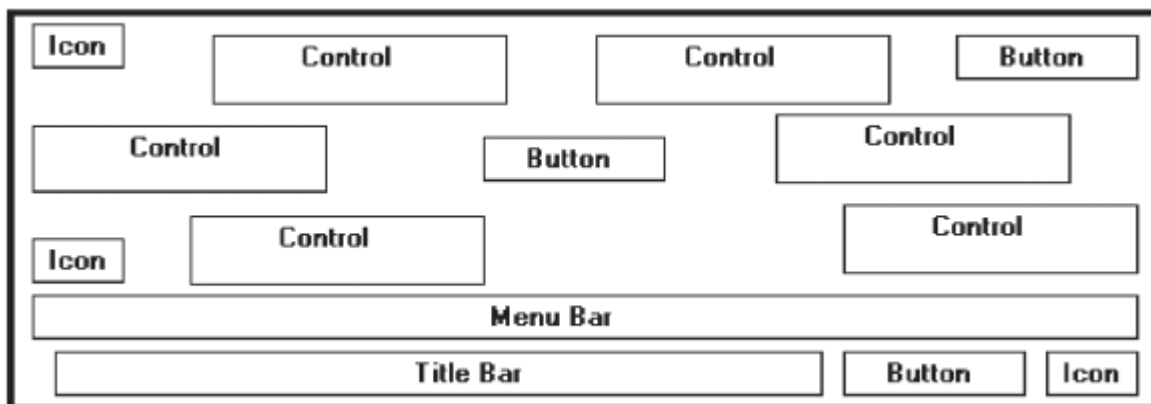 Icon
Control
Control
Button
Control
Button
Control
Icon
Control
Control
Menu Bar
Title Bar
Button
Icon